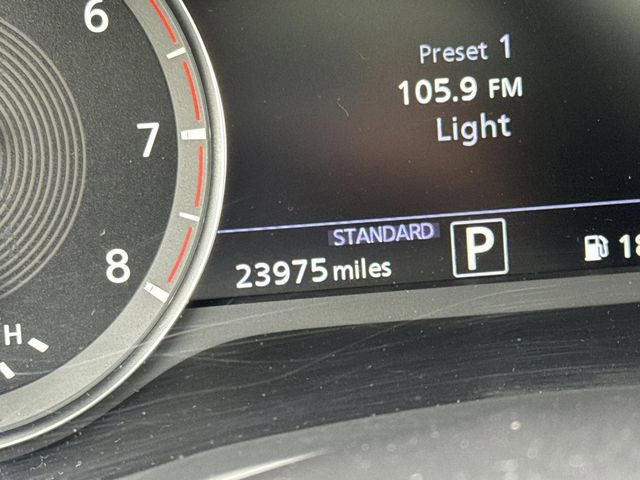 6
7
8
H
Preset 1
105.9 FM
Light
STANDARD
23975 miles
P